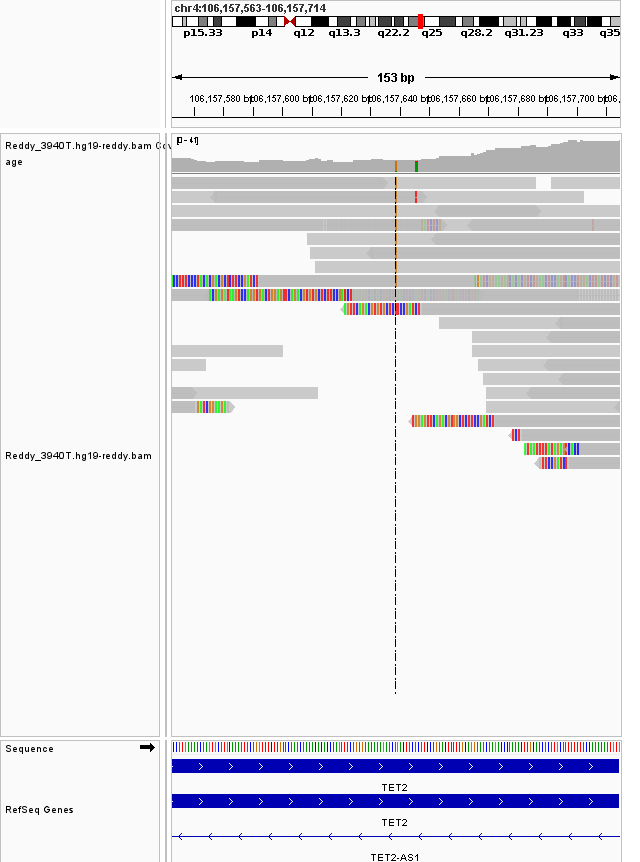 chr4:106,157,563-106,157,714
p15.33 p14 q12 q13.3 q22.2 q25 q28.2 q31.23 q33 q35
153 bp
106,157,580 bp 106,157,600 bp 106,157,620 bp 106,157,640 bp 106,157,660 bp 106,157,680 bp 106,157,700 bp 106,
Reddy_3940T.hg19-reddy.bam Cov
age
[0 - 41]
Reddy_3940T.hg19-reddy.bam
Sequence
TET2
RefSeq Genes
TET2
TET2-AS1